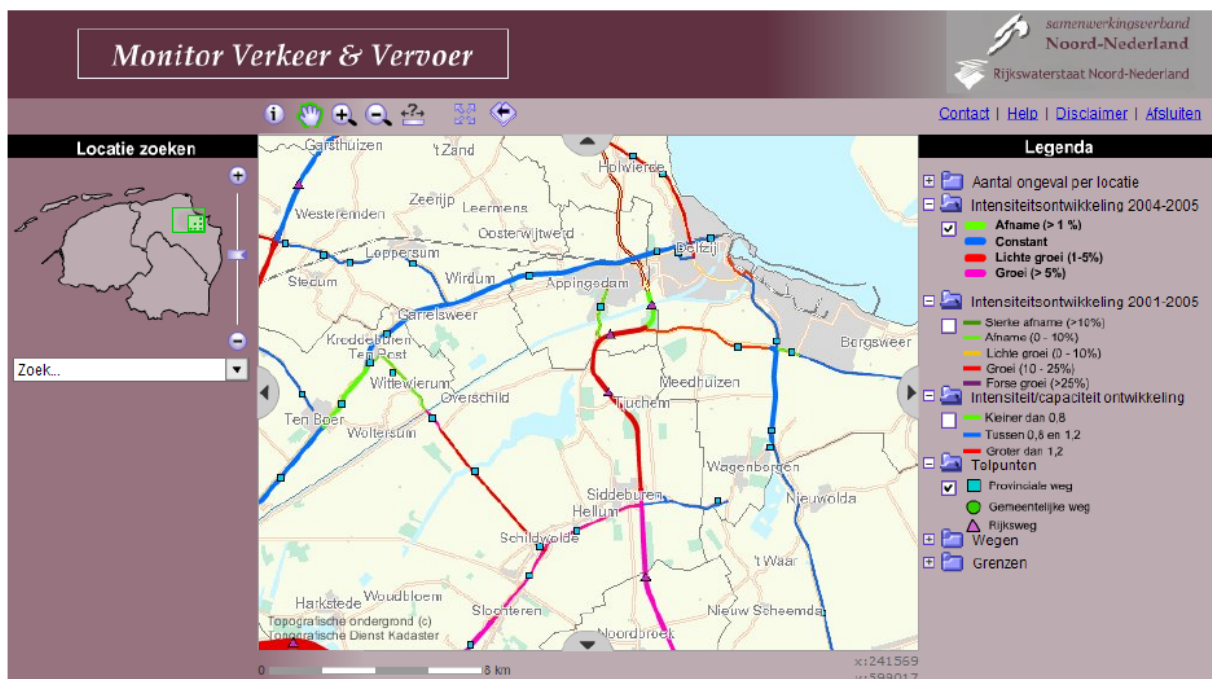 Monitor Verkeer & Vervoer
samenwerkingsverband
Noord-Nederland
Rijkswaterstaat Noord-Nederland
Contact | Help | Disclaimer | Afsluiten
Locatie zoeken
Zoek...
Garsthuizen
't Zand
Holwierde
Zeerijp
Leermens
Westeremden
Oosterwijtwerd
Delfzijl
Loppersum
Stedum
Wirdum
Appingedam
Garrelsweer
Kroddeburen
Ten Post
Borgsweer
Wittewierum
Overschild
Meedhuizen
Tjuchem
Ten Boer
Woltersum
Wagenborgen
Siddeburen
Nieuwolda
Hellum
Schildwolde
't Waar
Harkstede
Woudbloem
Slochteren
Nieuw Scheemda
Noordbroek
Topografische ondergrond (c)
Topografische Dienst Kadaster
0
6 km
x:241569
y:599017
Legenda
Aantal ongeval per locatie
Intensiteitsontwikkeling 2004-2005
Afname (> 1 %)
Constant
Lichte groei (1-5%)
Groei (> 5%)
Intensiteitsontwikkeling 2001-2005
Sterke afname (>10%)
Afname (0 - 10%)
Lichte groei (0 - 10%)
Groei (10 - 25%)
Forse groei (>25%)
Intensiteit/capaciteit ontwikkeling
Kleiner dan 0,8
Tussen 0,8 en 1,2
Groter dan 1,2
Telpunten
Provinciale weg
Gemeentelijke weg
Rijksweg
Wegen
Grenzen